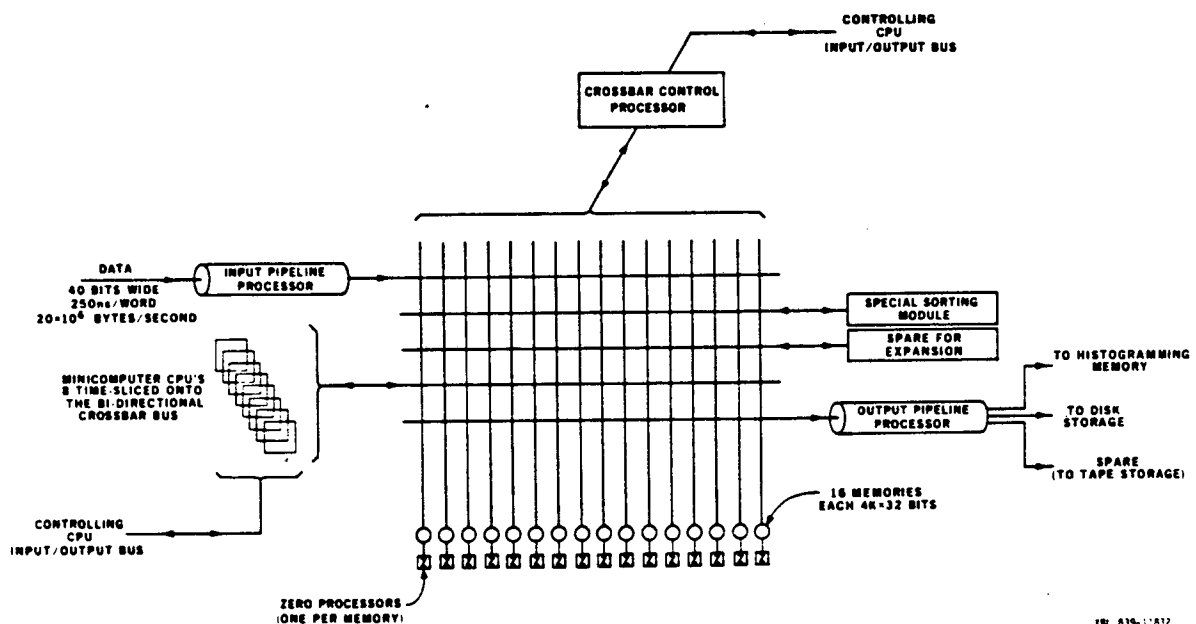 CONTROLLING
CPU
INPUT/OUTPUT BUS
CROSSBAR CONTROL
PROCESSOR
DATA
40 BITS WIDE
250ns/WORD
20×10⁶ BYTES/SECOND
INPUT PIPELINE
PROCESSOR
SPECIAL SORTING
MODULE
SPARE FOR
EXPANSION
MINICOMPUTER CPU'S
8 TIME-SLICED ONTO
THE BI-DIRECTIONAL
CROSSBAR BUS
OUTPUT PIPELINE
PROCESSOR
TO HISTOGRAMMING
MEMORY
TO DISK
STORAGE
SPARE
(TO TAPE STORAGE)
16 MEMORIES
EACH 4K×32 BITS
CONTROLLING
CPU
INPUT/OUTPUT BUS
Z Z Z Z Z Z Z Z Z Z Z Z Z Z Z Z
ZERO PROCESSORS
(ONE PER MEMORY)